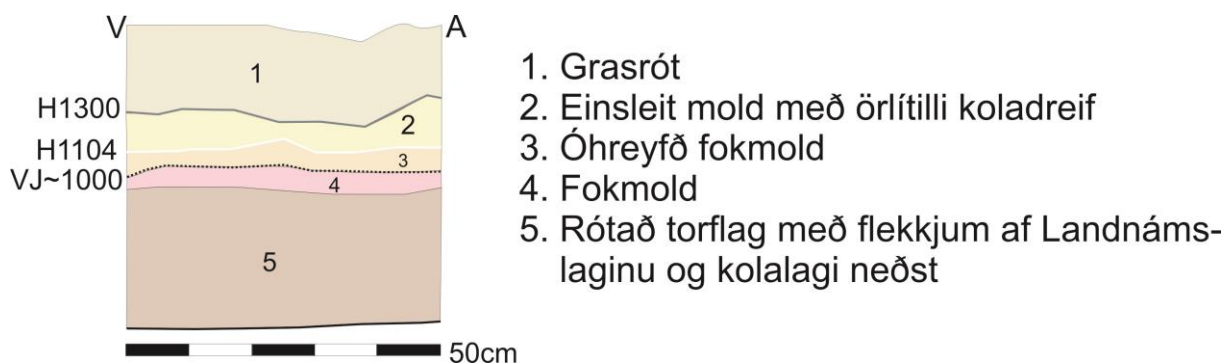 V A
1
H1300
2
H1104
3
VJ~1000
4
5
50cm
1. Grasrót
2. Einsleit mold með örlítilli koladreif
3. Óhreyfð fokmold
4. Fokmold
5. Rótað torflag með flekkjum af Landnáms-
laginu og kolalagi neðst